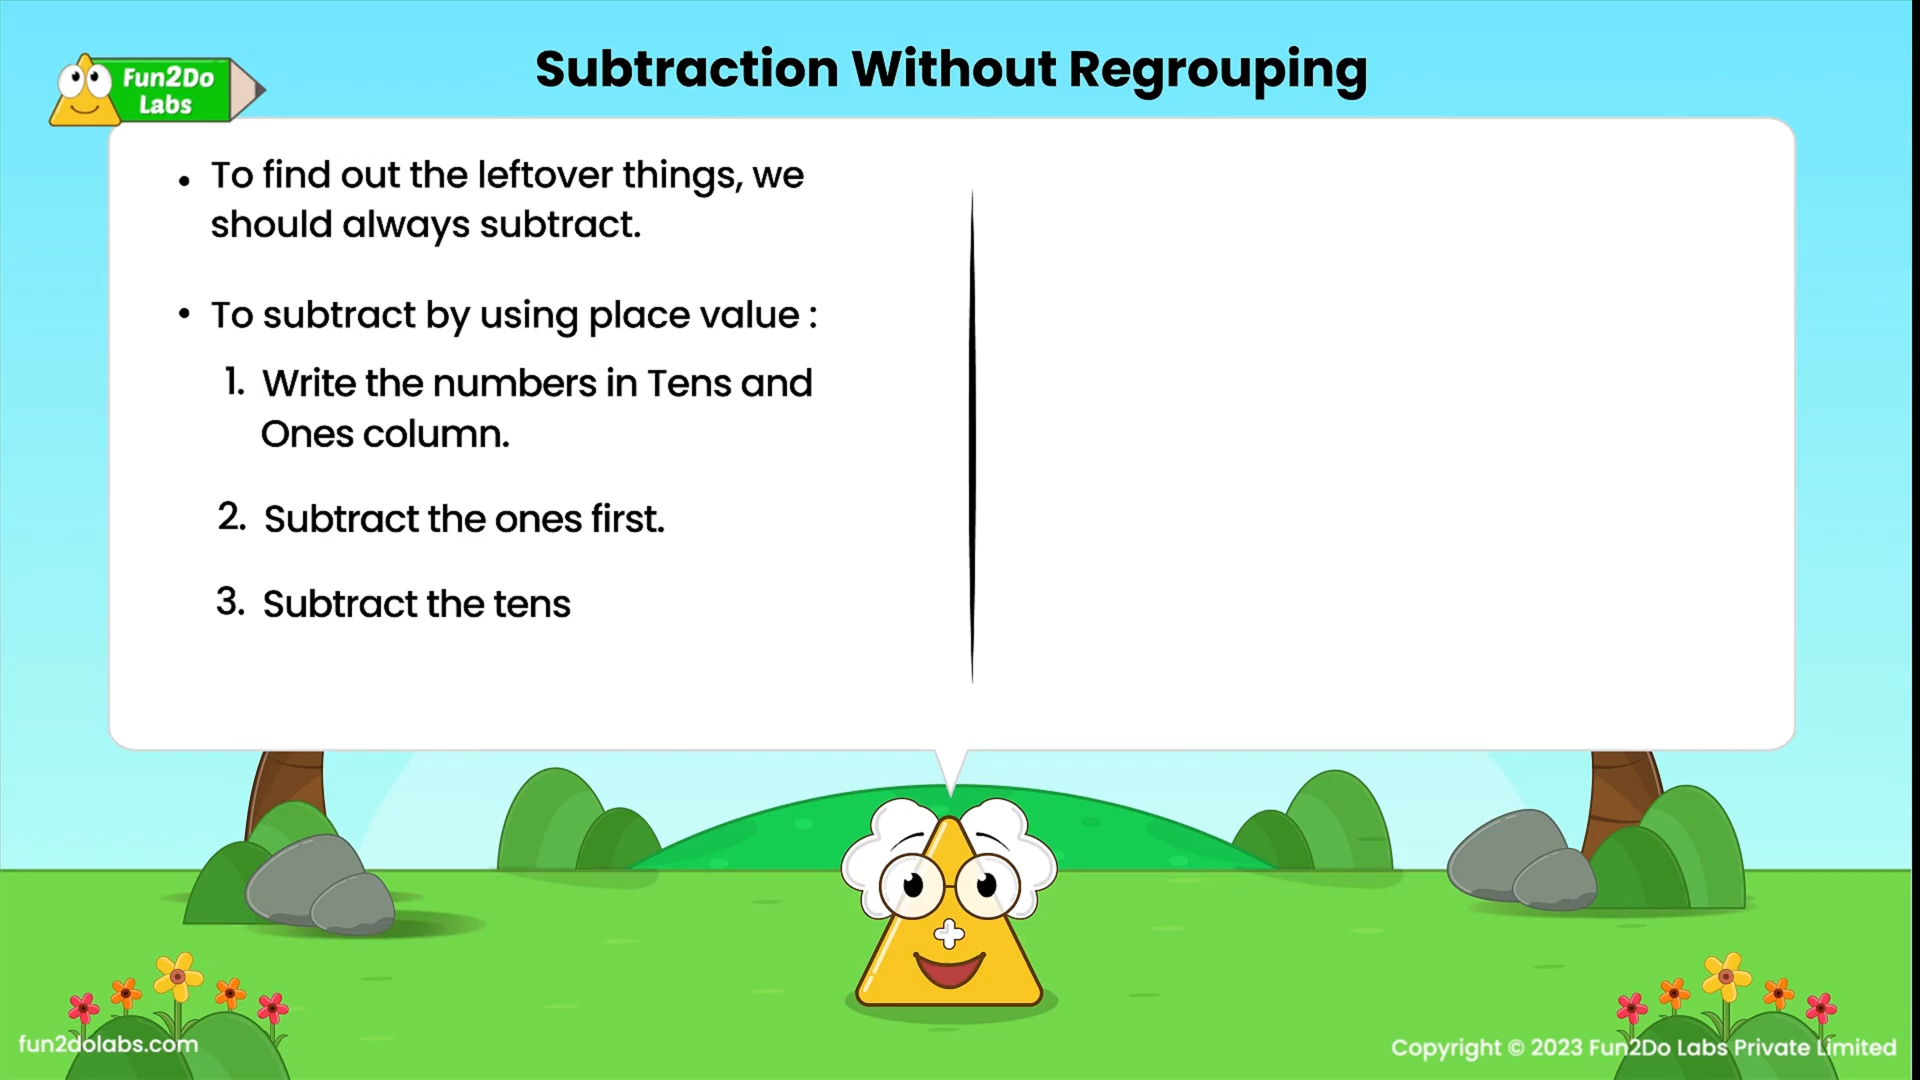 Subtraction Without Regrouping
Fun2Do
Labs
• To find out the leftover things, we
should always subtract.
• To subtract by using place value :
1. Write the numbers in Tens and
Ones column.
2. Subtract the ones first.
3. Subtract the tens
fun2dolabs.com
Copyright © 2023 Fun2Do Labs Private Limited